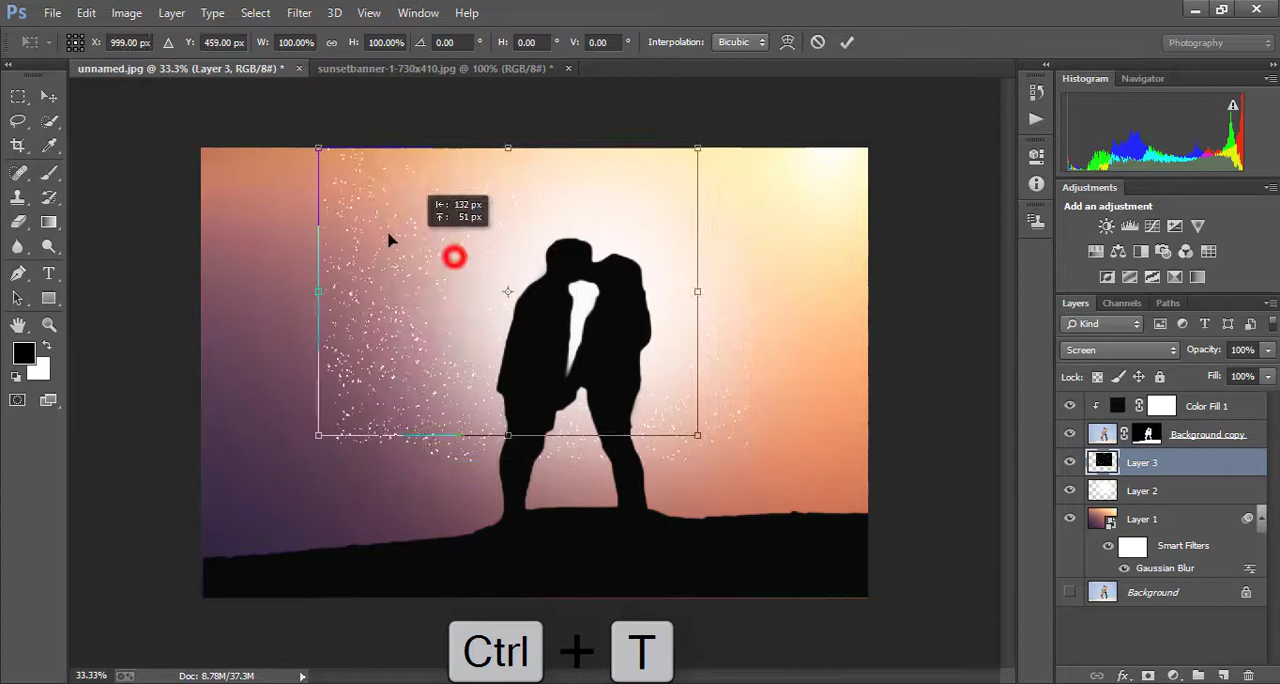 Ps File Edit Image Layer Type Select Filter 3D View Window Help
X: 999.00 px Y: 459.00 px W: 100.00% H: 100.00% 0.00 ° H: 0.00 ° V: 0.00 ° Interpolation: Bicubic Photography
unnamed.jpg @ 33.3% (Layer 3, RGB/8#) * × sunsetbanner-1-730x410.jpg @ 100% (RGB/8#) * ×
Histogram Navigator
Adjustments
Add an adjustment
132 px
51 px
Layers Channels Paths
Kind
Screen Opacity: 100%
Lock: Fill: 100%
Color Fill 1
Background copy
Layer 3
Layer 2
Layer 1
Smart Filters
Gaussian Blur
Background
Ctrl + T
33.33% Doc: 8.78M/37.3M